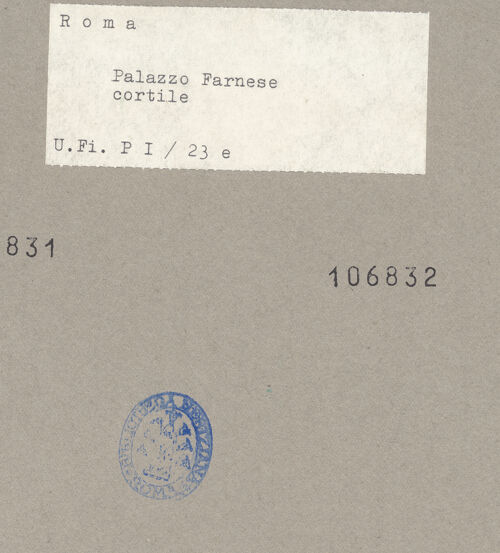 R o m a
Palazzo Farnese
cortile
U.Fi. P I / 23 e
831
106832